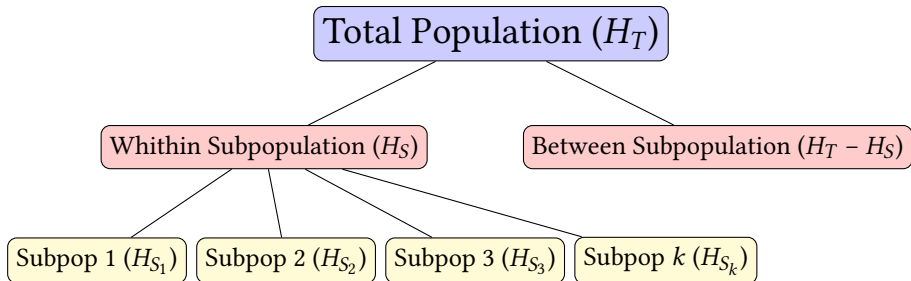 Total Population (H_T)
Whithin Subpopulation (H_S)
Between Subpopulation (H_T – H_S)
Subpop 1 (H_{S_1})
Subpop 2 (H_{S_2})
Subpop 3 (H_{S_3})
Subpop k (H_{S_k})